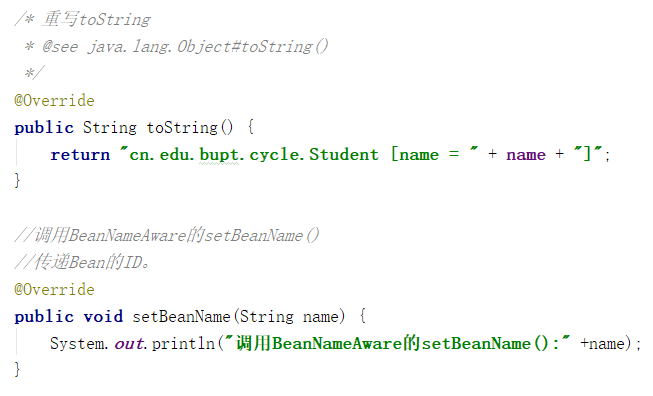 /* 重写toString
 * @see java.lang.Object#toString()
 */
@Override
public String toString() {
    return "cn.edu.bupt.cycle.Student [name = " + name + "]";
}

//调用BeanNameAware的setBeanName()
//传递Bean的ID。
@Override
public void setBeanName(String name) {
    System.out.println("调用BeanNameAware的setBeanName():" +name);
}